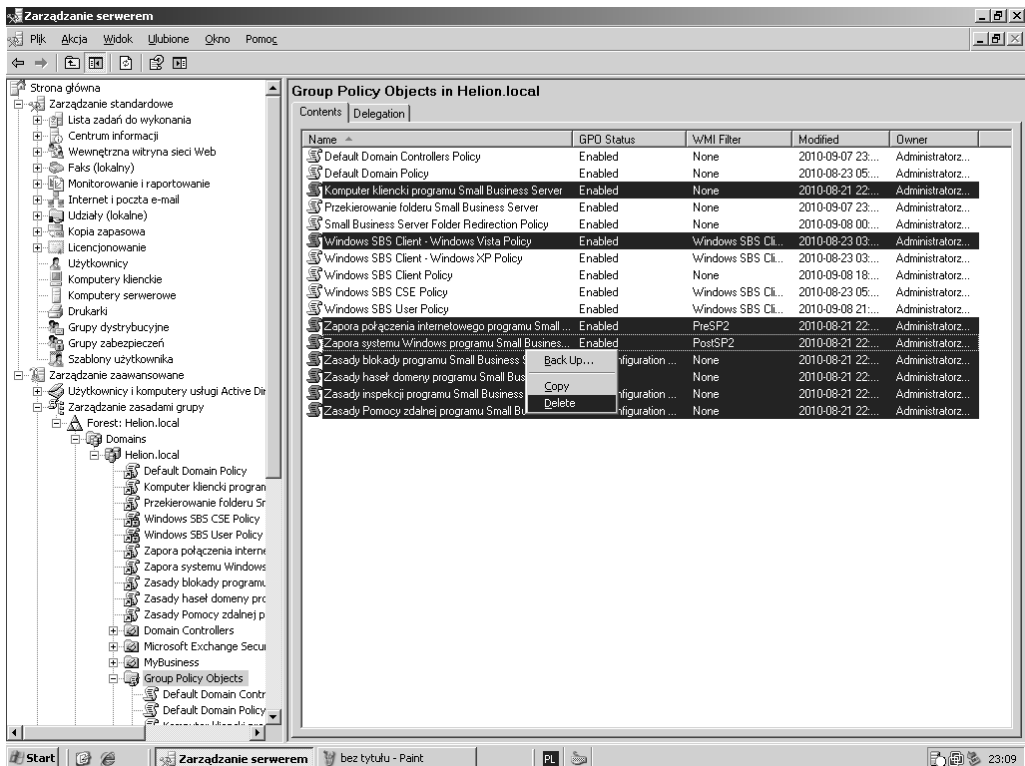 Zarządzanie serwerem
Plik Akcja Widok Ulubione Okno Pomoc
Strona główna
Zarządzanie standardowe
Lista zadań do wykonania
Centrum informacji
Wewnętrzna witryna sieci Web
Faks (lokalny)
Monitorowanie i raportowanie
Internet i poczta e-mail
Udziały (lokalne)
Kopia zapasowa
Licencjonowanie
Użytkownicy
Komputery klienckie
Komputery serwerowe
Drukarki
Grupy dystrybucyjne
Grupy zabezpieczeń
Szablony użytkownika
Zarządzanie zaawansowane
Użytkownicy i komputery usługi Active Dir
Zarządzanie zasadami grupy
Forest: Helion.local
Domains
Helion.local
Default Domain Policy
Komputer kliencki program
Przekierowanie folderu Sm
Windows SBS CSE Policy
Windows SBS User Policy
Zapora połączenia interne
Zapora systemu Windows
Zasady blokady programu
Zasady haseł domeny pro
Zasady Pomocy zdalnej p
Domain Controllers
Microsoft Exchange Secur
MyBusiness
Group Policy Objects
Default Domain Contr
Default Domain Policy
Group Policy Objects in Helion.local
Contents Delegation
Name GPO Status WMI Filter Modified Owner
Default Domain Controllers Policy Enabled None 2010-09-07 23:... Administratorz...
Default Domain Policy Enabled None 2010-08-23 05:... Administratorz...
Komputer kliencki programu Small Business Server Enabled None 2010-08-21 22:... Administratorz...
Przekierowanie folderu Small Business Server Enabled None 2010-09-07 23:... Administratorz...
Small Business Server Folder Redirection Policy Enabled None 2010-09-08 00:... Administratorz...
Windows SBS Client - Windows Vista Policy Enabled Windows SBS Cli... 2010-08-23 03:... Administratorz...
Windows SBS Client - Windows XP Policy Enabled Windows SBS Cli... 2010-08-23 03:... Administratorz...
Windows SBS Client Policy Enabled None 2010-09-08 18:... Administratorz...
Windows SBS CSE Policy Enabled Windows SBS Cli... 2010-08-23 05:... Administratorz...
Windows SBS User Policy Enabled Windows SBS Cli... 2010-09-08 21:... Administratorz...
Zapora połączenia internetowego programu Small ... Enabled PreSP2 2010-08-21 22:... Administratorz...
Zapora systemu Windows programu Small Busines... Enabled PostSP2 2010-08-21 22:... Administratorz...
Zasady blokady programu Small Business S nfiguration ... None 2010-08-21 22:... Administratorz...
Zasady haseł domeny programu Small Bus nfiguration ... None 2010-08-21 22:... Administratorz...
Zasady inspekcji programu Small Business nfiguration ... None 2010-08-21 22:... Administratorz...
Zasady Pomocy zdalnej programu Small Bu nfiguration ... None 2010-08-21 22:... Administratorz...
Back Up...
Copy
Delete
Start Zarządzanie serwerem bez tytułu - Paint PL 23:09